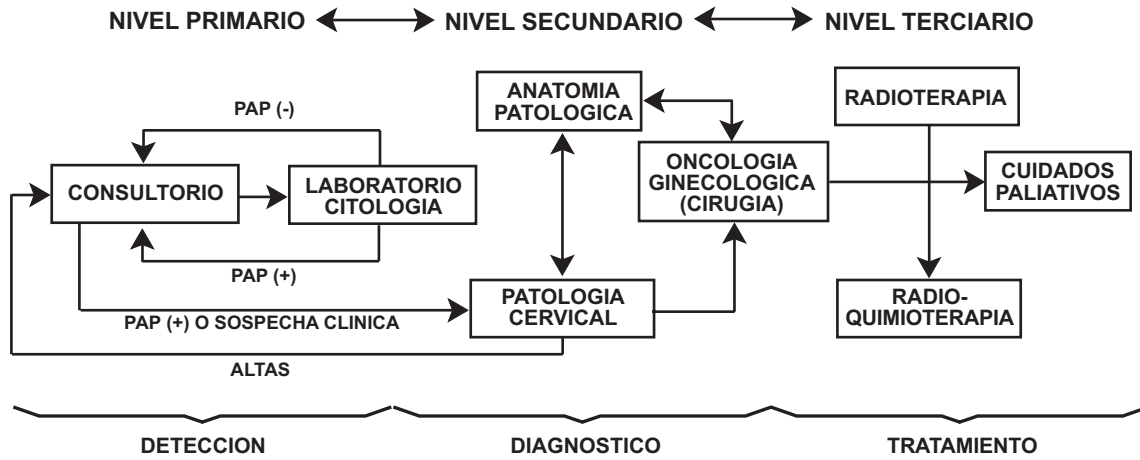 NIVEL PRIMARIO NIVEL SECUNDARIO NIVEL TERCIARIO
PAP (-)
CONSULTORIO
LABORATORIO
CITOLOGIA
PAP (+)
PAP (+) O SOSPECHA CLINICA
ALTAS
ANATOMIA
PATOLOGICA
ONCOLOGIA
GINECOLOGICA
(CIRUGIA)
PATOLOGIA
CERVICAL
RADIOTERAPIA
CUIDADOS
PALIATIVOS
RADIO-
QUIMIOTERAPIA
DETECCION DIAGNOSTICO TRATAMIENTO